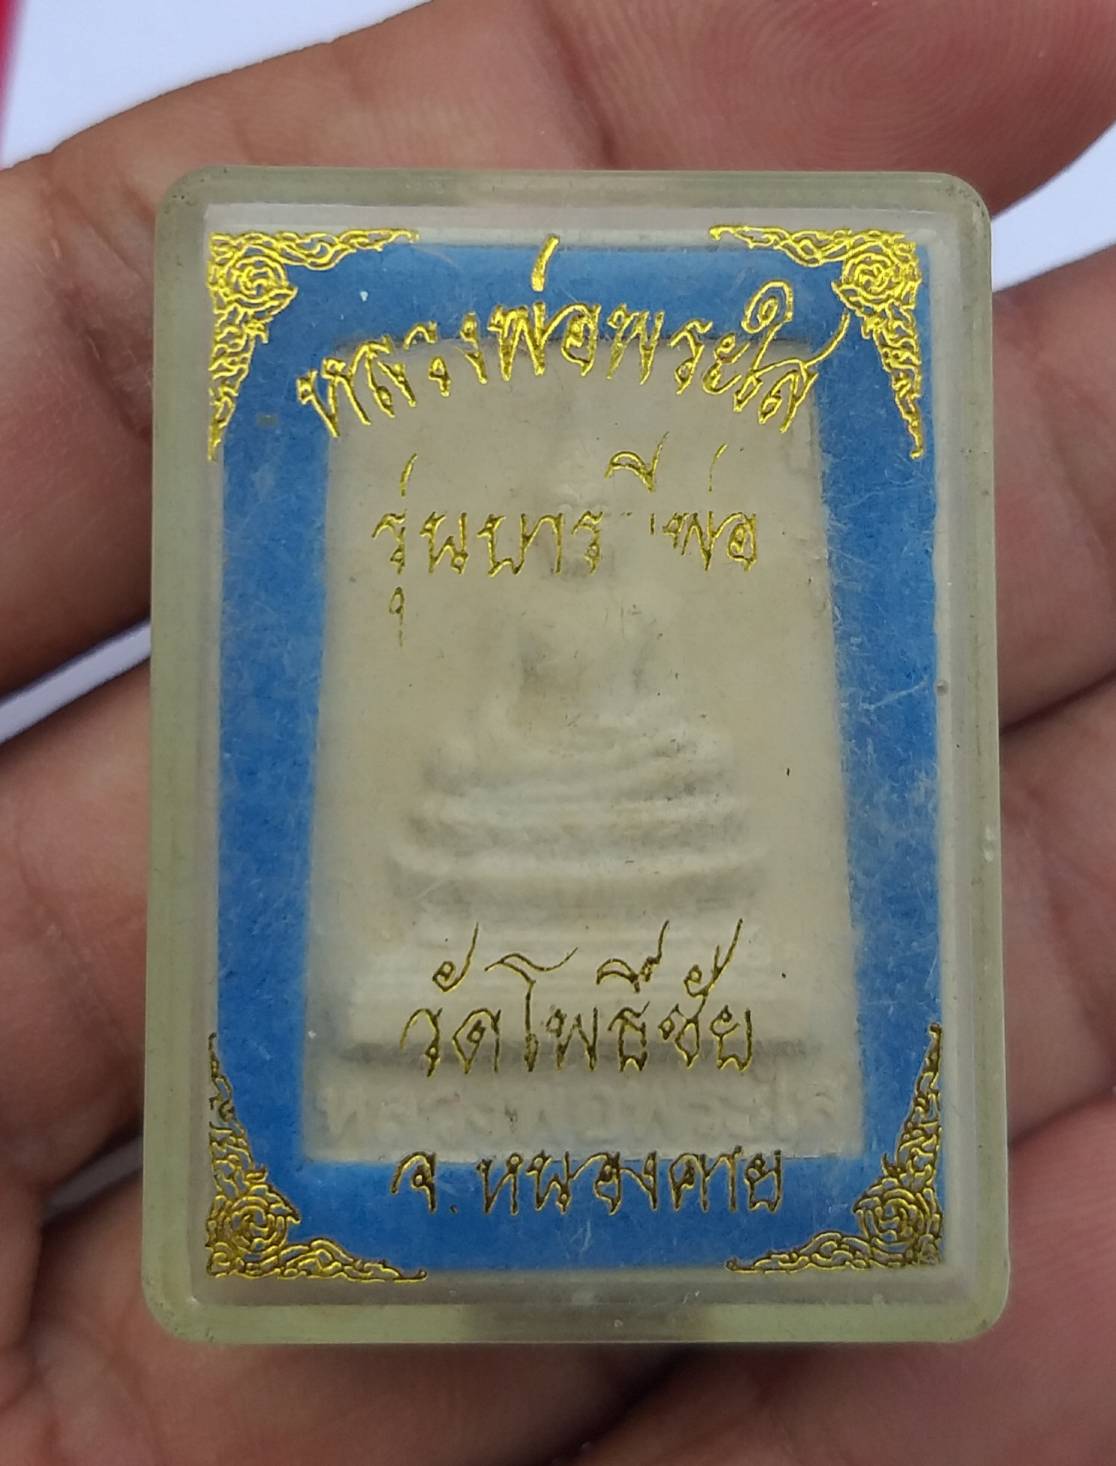 หลวงพ่อพระใส
รุ่นบารมีพ่อ
วัดโพธิ์ชัย
จ.หนองคาย